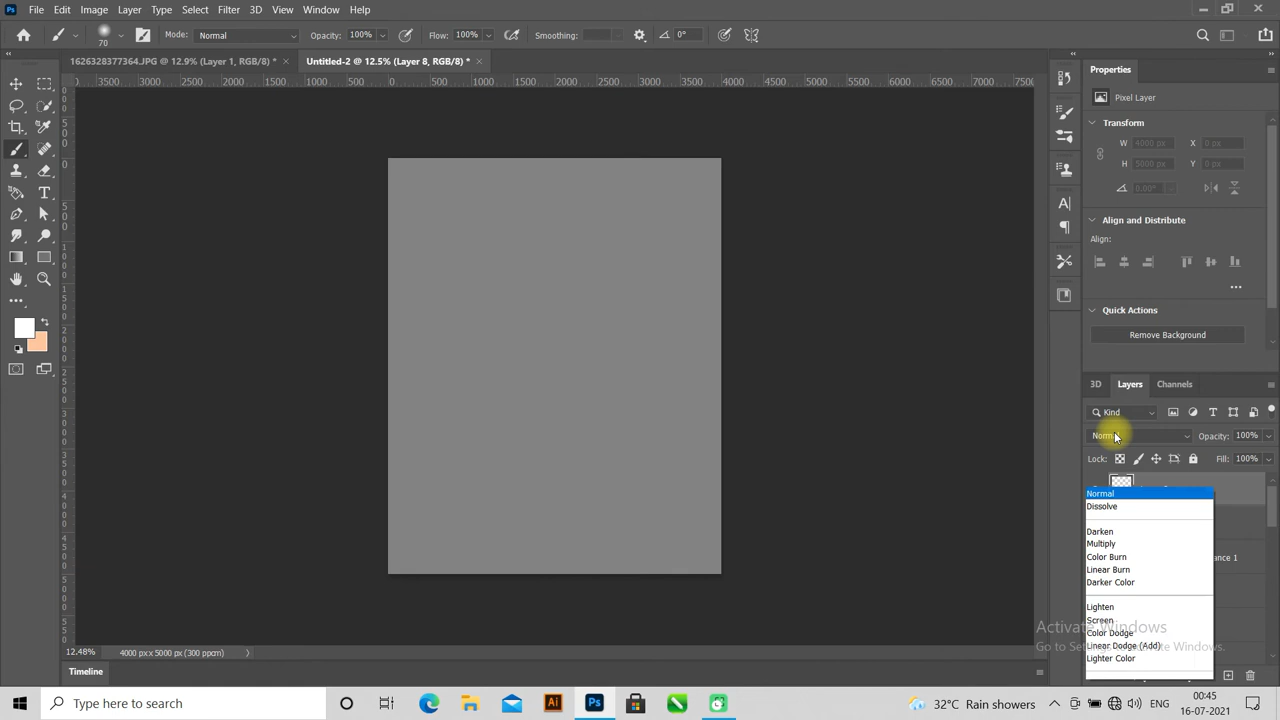 Ps File Edit Image Layer Type Select Filter 3D View Window Help
70 Mode: Normal Opacity: 100% Flow: 100% Smoothing: 0°
1626328377364.JPG @ 12.9% (Layer 1, RGB/8) * × Untitled-2 @ 12.5% (Layer 8, RGB/8) * ×
3500 3000 2500 2000 1500 1000 500 0 500 1000 1500 2000 2500 3000 3500 4000 4500 5000 5500 6000 6500 7000 7500
Properties
Pixel Layer
Transform
W 4000 px X 0 px
H 5000 px Y 0 px
0.00°
Align and Distribute
Align:
Quick Actions
Remove Background
3D Layers Channels
Kind
Normal Opacity: 100%
Lock: Fill: 100%
Normal
Dissolve
Darken
Multiply
Color Burn
Linear Burn
Darker Color
Lighten
Screen
Color Dodge
Linear Dodge (Add)
Lighter Color
Activate Windows
Go to Settings to activate Windows.
12.48% 4000 px x 5000 px (300 ppcm)
Timeline
Type here to search
32°C Rain showers
ENG
00:45
16-07-2021